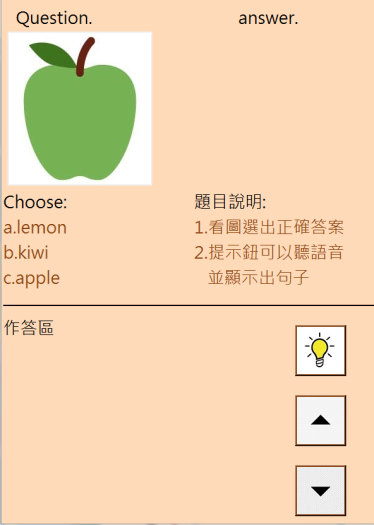 Question.
answer.
Choose:
a.lemon
b.kiwi
c.apple
題目說明:
1.看圖選出正確答案
2.提示鈕可以聽語音
並顯示出句子
作答區